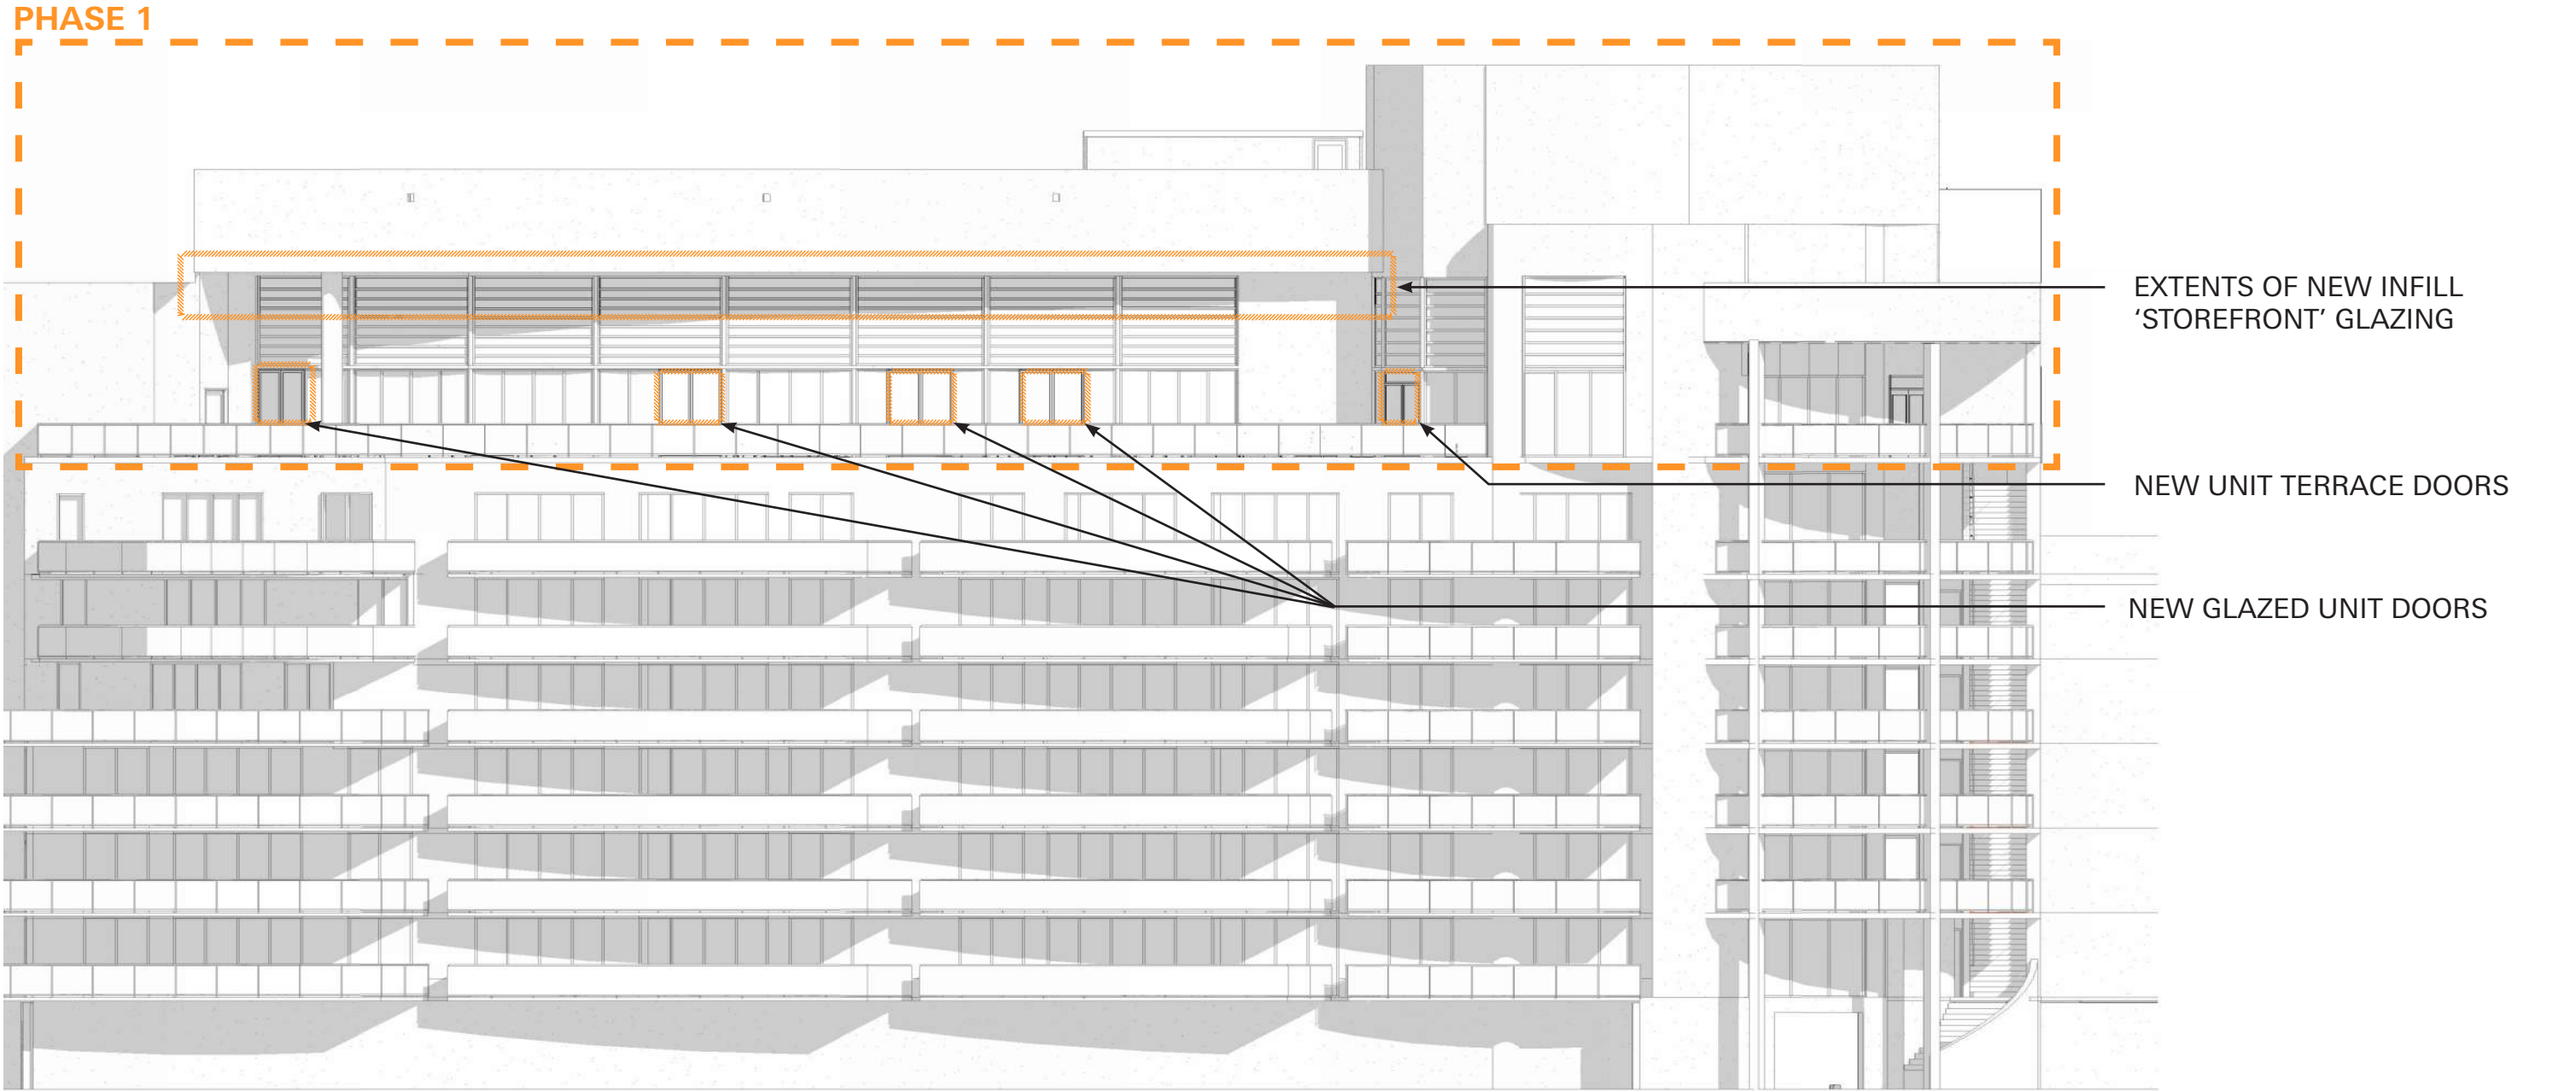 PHASE 1
EXTENTS OF NEW INFILL
‘STOREFRONT’ GLAZING
NEW UNIT TERRACE DOORS
NEW GLAZED UNIT DOORS